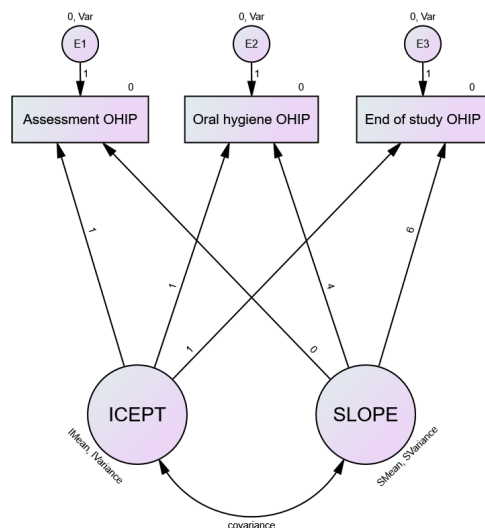 0, Var
0, Var
0, Var
E1
E2
E3
1
0
1
0
1
0
Assessment OHIP
Oral hygiene OHIP
End of study OHIP
1
1
1
0
4
6
ICEPT
SLOPE
IMean, IVariance
SMean, SVariance
covariance